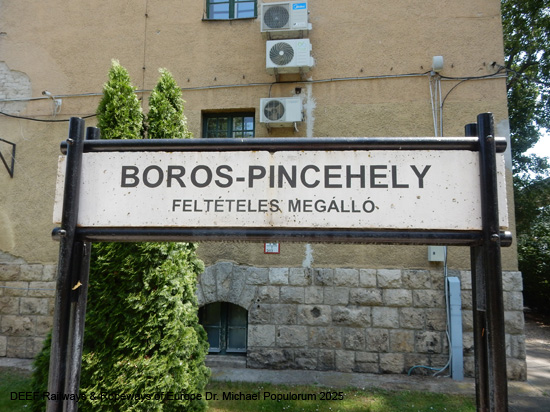 BOROS-PINCEHELY
FELTÉTELES MEGÁLLÓ
DEEF Railways & Ropeways of Europe Dr. Michael Populorum 2025